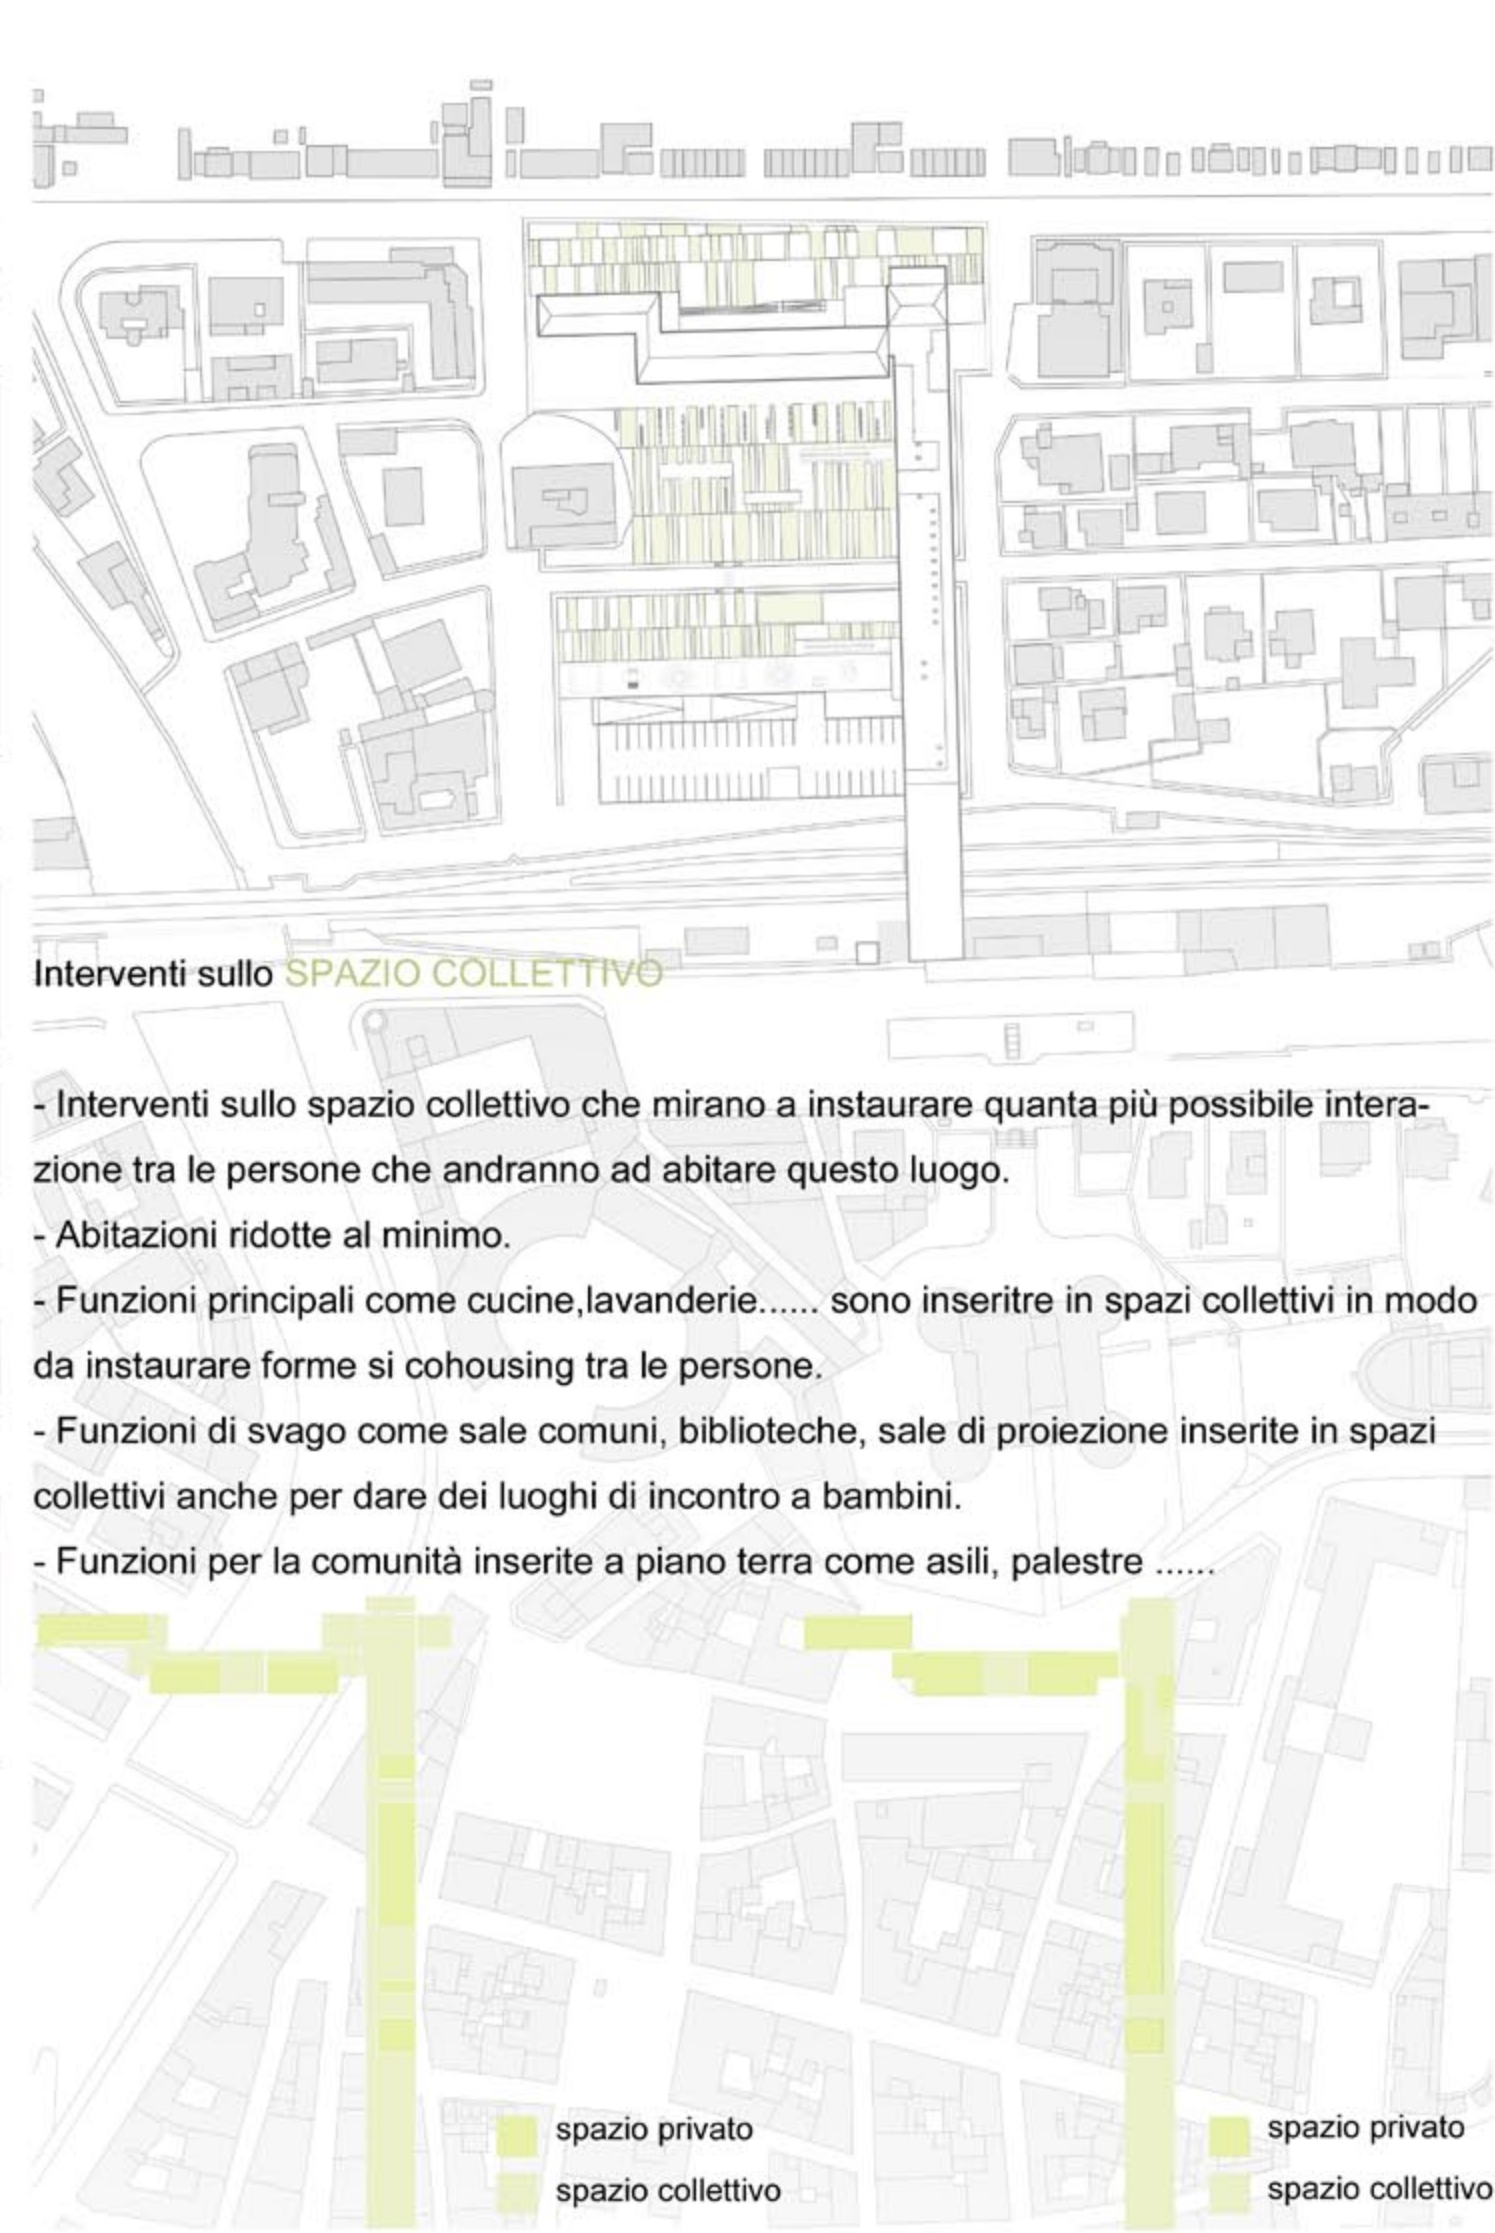 Interventi sullo SPAZIO COLLETTIVO
- Interventi sullo spazio collettivo che mirano a instaurare quanta più possibile intera-
zione tra le persone che andranno ad abitare questo luogo.
- Abitazioni ridotte al minimo.
- Funzioni principali come cucine,lavanderie...... sono inseritre in spazi collettivi in modo
da instaurare forme si cohousing tra le persone.
- Funzioni di svago come sale comuni, biblioteche, sale di proiezione inserite in spazi
collettivi anche per dare dei luoghi di incontro a bambini.
- Funzioni per la comunità inserite a piano terra come asili, palestre ......
spazio privato
spazio collettivo
spazio privato
spazio collettivo